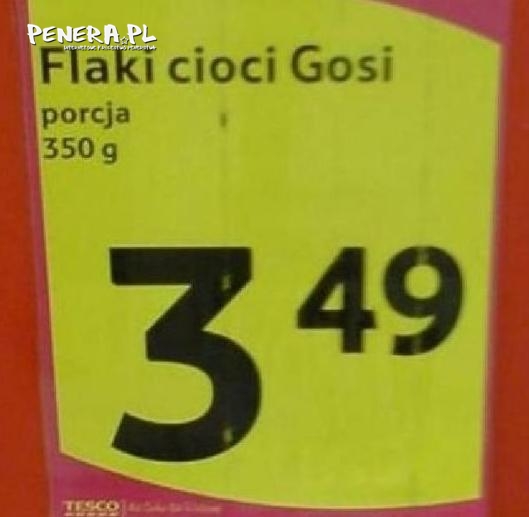 PENERA.PL
Flaki cioci Gosi
porcja
350 g
3 49
TESCO